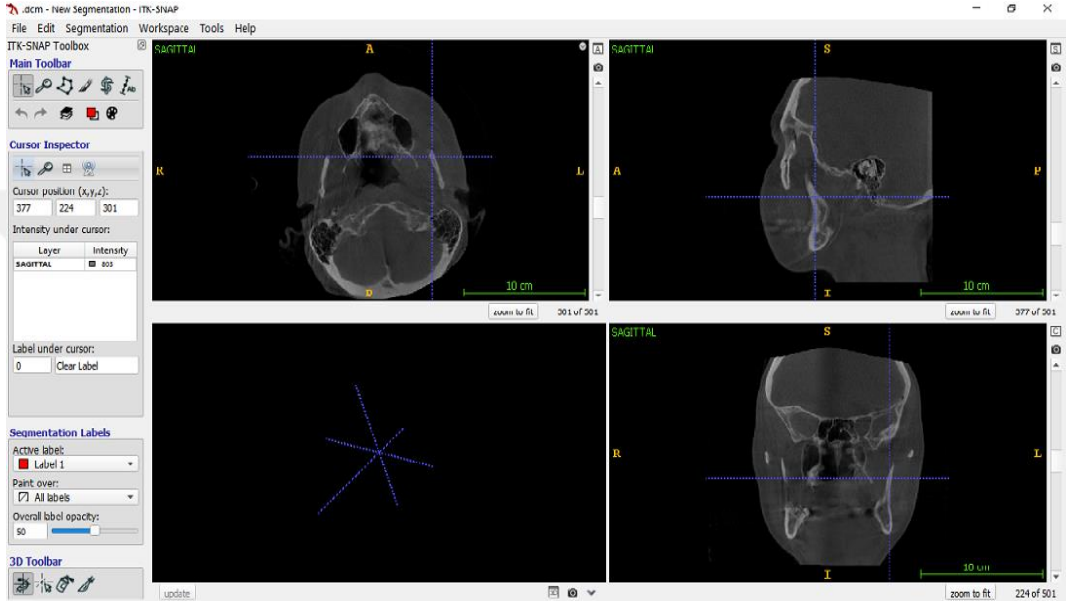 .dcm - New Segmentation - ITK-SNAP
File Edit Segmentation Workspace Tools Help
ITK-SNAP Toolbox
Main Toolbar
Cursor Inspector
Cursor position (x,y,z):
377 224 301
Intensity under cursor:
Layer Intensity
SAGITTAL 803
Label under cursor:
0 Clear Label
Segmentation Labels
Active label:
Label 1
Paint over:
All labels
Overall label opacity:
50
3D Toolbar
SAGITTAL
A
A
R
L
P
10 cm
zoom to fit 301 of 501
SAGITTAL
S
S
A
P
I
10 cm
zoom to fit 377 of 501
update
SAGITTAL
S
C
R
L
I
10 cm
zoom to fit 224 of 501